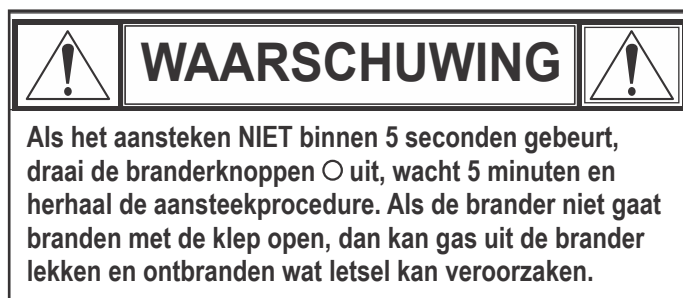 WAARSCHUWING
Als het aansteken NIET binnen 5 seconden gebeurt,
draai de branderknoppen ○ uit, wacht 5 minuten en
herhaal de aansteekprocedure. Als de brander niet gaat
branden met de klep open, dan kan gas uit de brander
lekken en ontbranden wat letsel kan veroorzaken.